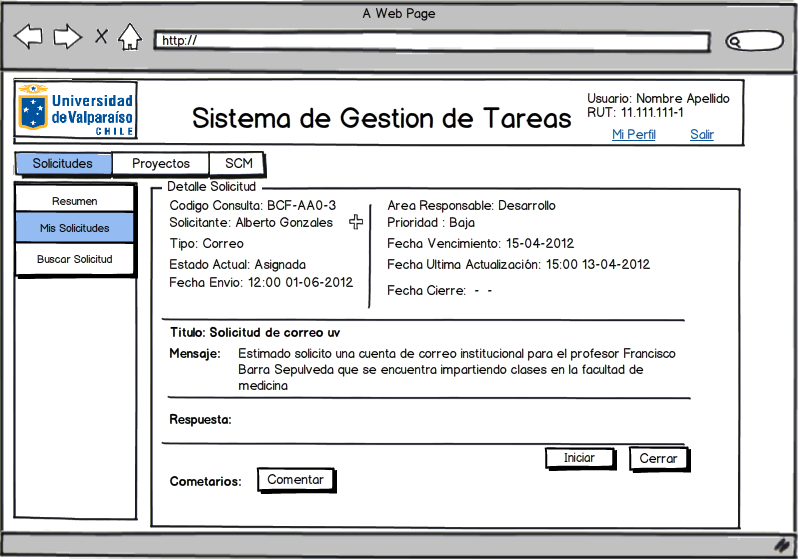 A Web Page
http://
Universidad
de Valparaíso
CHILE
Sistema de Gestion de Tareas
Usuario: Nombre Apellido
RUT: 11.111.111-1
Mi Perfil Salir
Solicitudes Proyectos SCM
Resumen
Mis Solicitudes
Buscar Solicitud
Detalle Solicitud
Codigo Consulta: BCF-AA0-3
Solicitante: Alberto Gonzales
Tipo: Correo
Estado Actual: Asignada
Fecha Envio: 12:00 01-06-2012
Area Responsable: Desarrollo
Prioridad : Baja
Fecha Vencimiento: 15-04-2012
Fecha Ultima Actualización: 15:00 13-04-2012
Fecha Cierre: - -
Titulo: Solicitud de correo uv
Mensaje: Estimado solicito una cuenta de correo institucional para el profesor Francisco
Barra Sepulveda que se encuentra impartiendo clases en la facultad de
medicina
Respuesta:
Iniciar Cerrar
Cometarios: Comentar